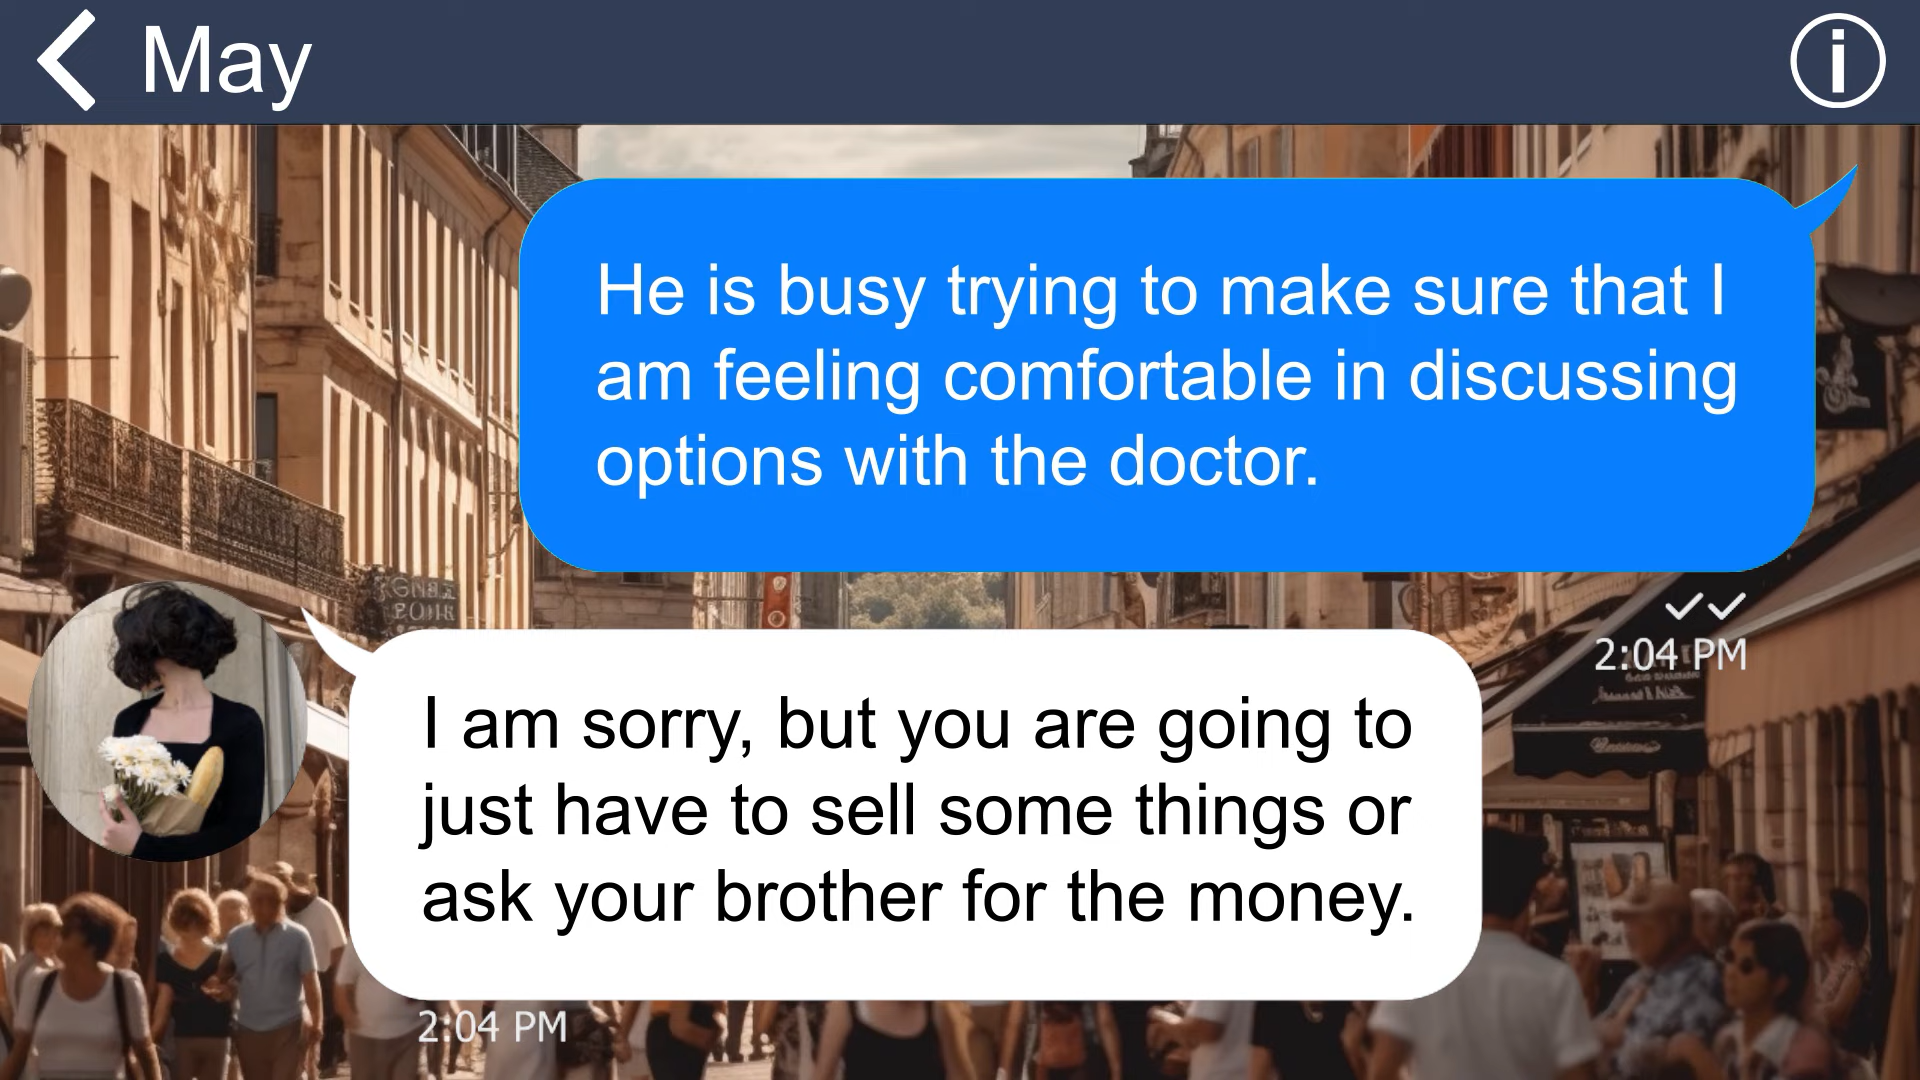 May
He is busy trying to make sure that I
am feeling comfortable in discussing
options with the doctor.
2:04 PM
I am sorry, but you are going to
just have to sell some things or
ask your brother for the money.
2:04 PM